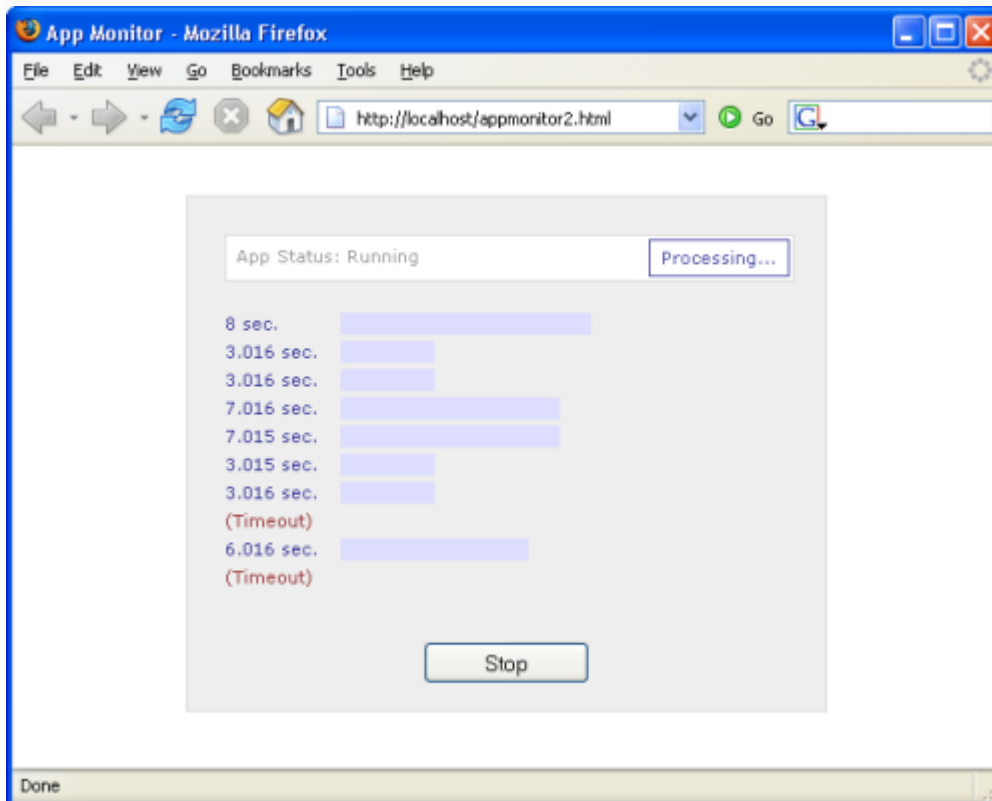 App Monitor - Mozilla Firefox
File Edit View Go Bookmarks Tools Help
http://localhost/appmonitor2.html Go G
App Status: Running Processing...
8 sec.
3.016 sec.
3.016 sec.
7.016 sec.
7.015 sec.
3.015 sec.
3.016 sec.
(Timeout)
6.016 sec.
(Timeout)
Stop
Done